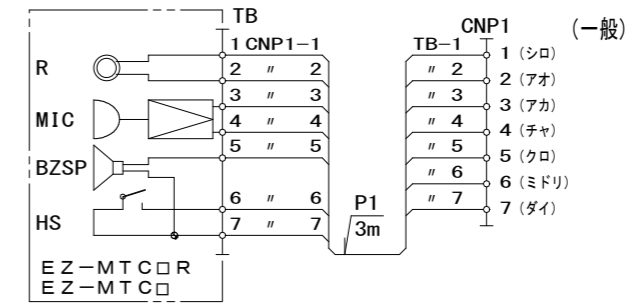 TB
CNP1
(一般)
1 CNP1-1
TB-1
1 (シロ)
R
2 〃 2
〃 2
2 (アオ)
3 〃 3
〃 3
3 (アカ)
MIC
4 〃 4
〃 4
4 (チャ)
5 〃 5
〃 5
5 (クロ)
BZSP
〃 6
6 (ミドリ)
6 〃 6
P1
〃 7
7 (ダイ)
HS
7 〃 7
3m
EZ-MTC□R
EZ-MTC□